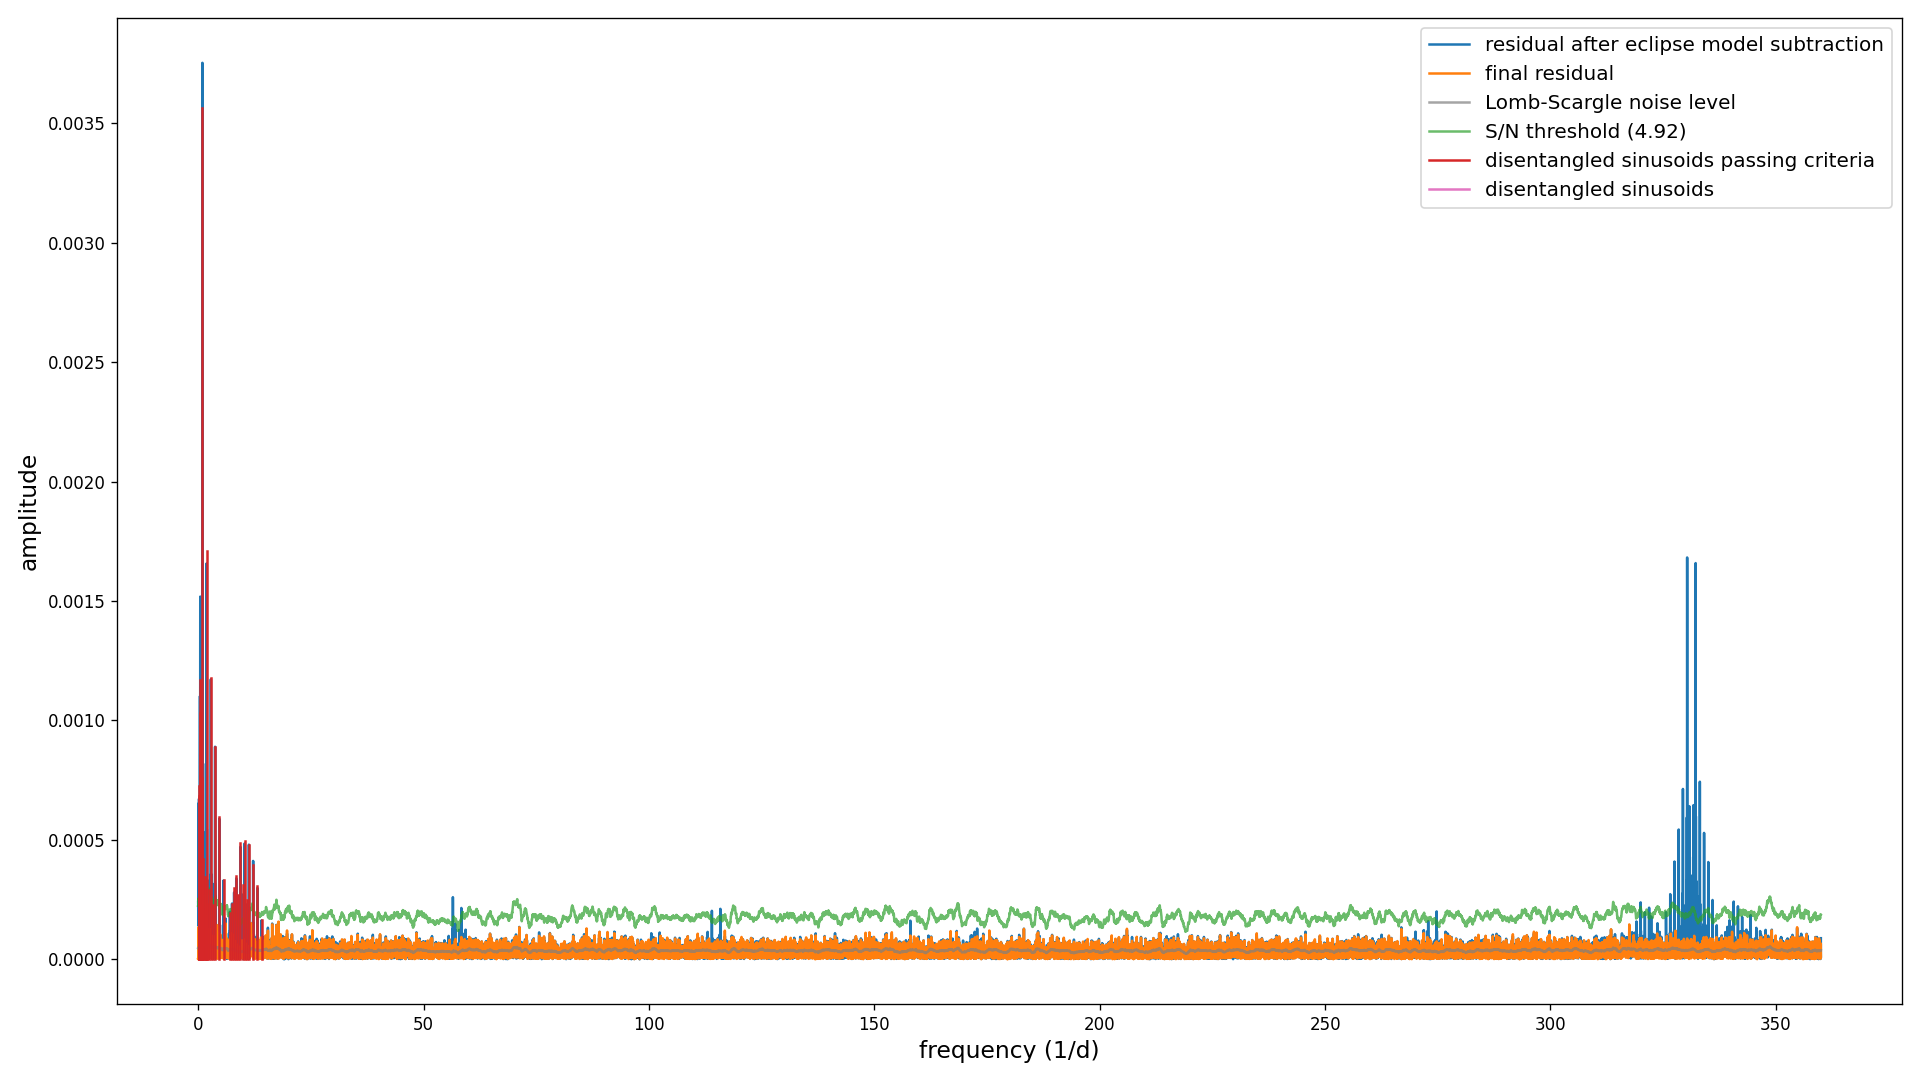 residual after eclipse model subtraction
final residual
Lomb-Scargle noise level
S/N threshold (4.92)
disentangled sinusoids passing criteria
disentangled sinusoids
0.0035
0.0030
0.0025
0.0020
0.0015
0.0010
0.0005
0.0000
amplitude
0 50 100 150 200 250 300 350
frequency (1/d)